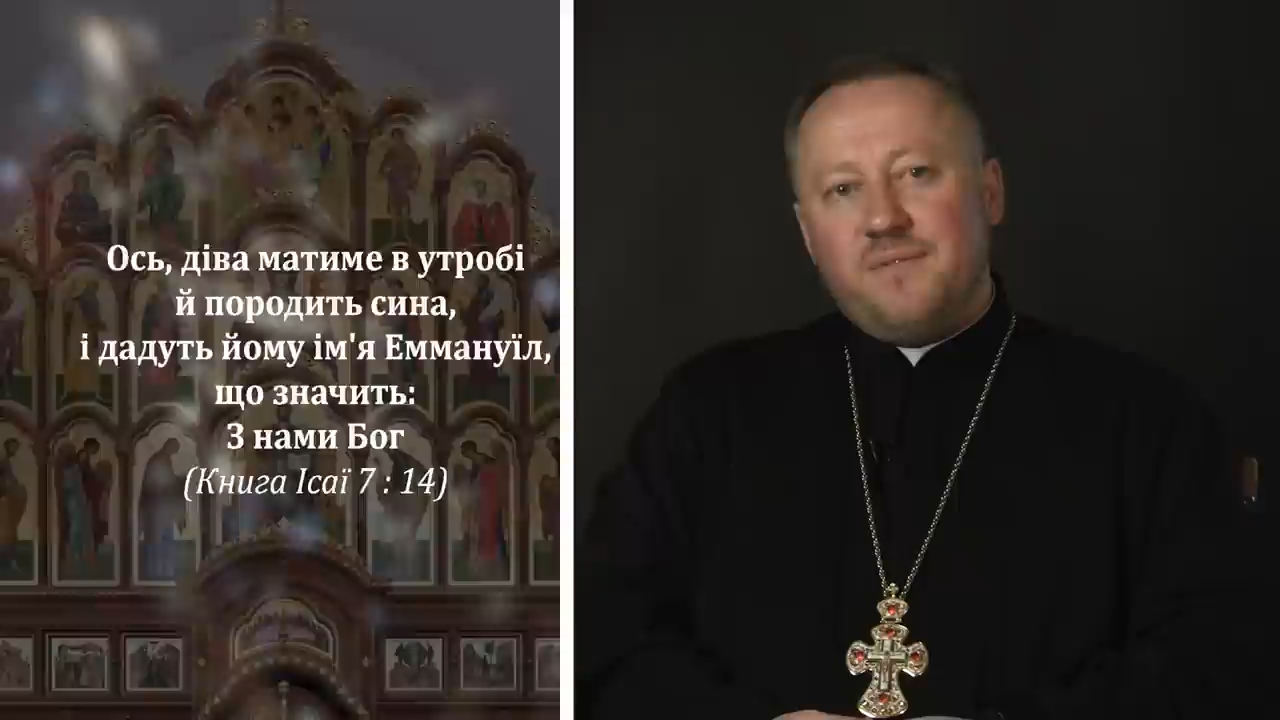 Ось, діва матиме в утробі
й породить сина,
і дадуть йому ім'я Еммануїл,
що значить:
З нами Бог
(Книга Ісаї 7 : 14)